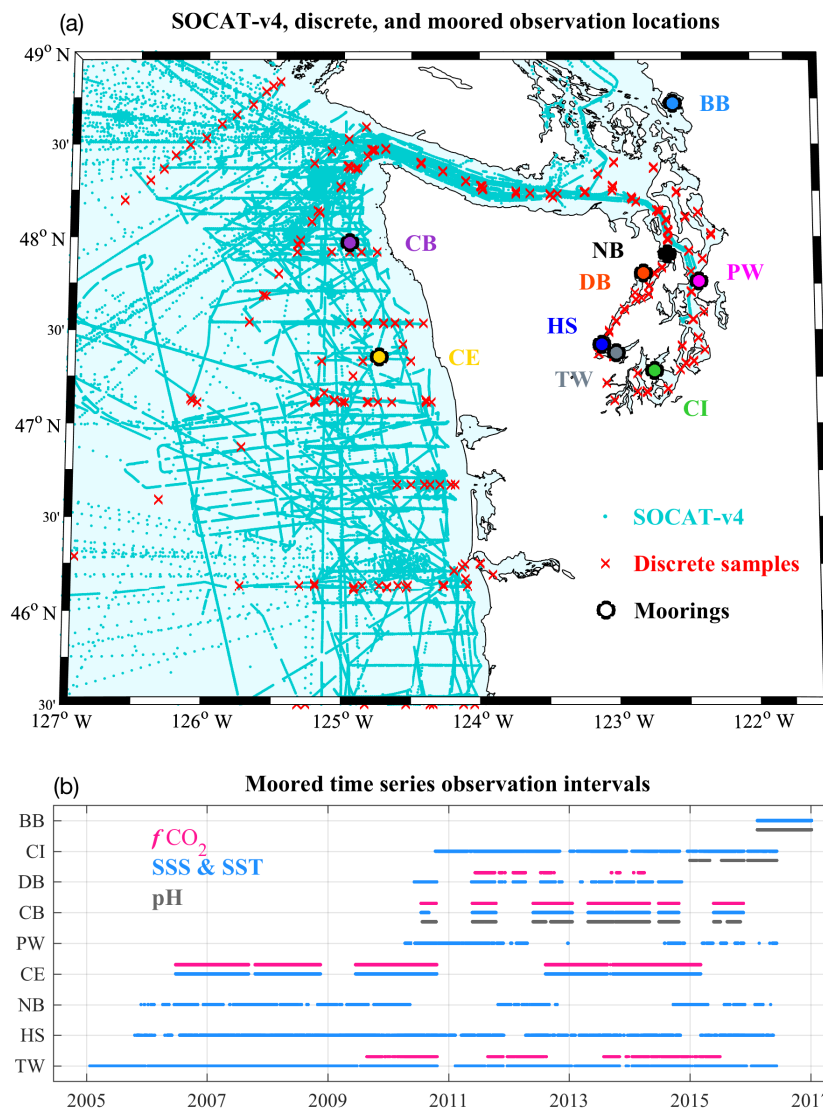 (a) SOCAT-v4, discrete, and moored observation locations
49° N
BB
30'
48° N
CB
NB
DB
PW
30'
HS
CE
TW
CI
47° N
SOCAT-v4
30'
Discrete samples
46° N
Moorings
30'
127° W 126° W 125° W 124° W 123° W 122° W
(b) Moored time series observation intervals
BB
fCO2
CI
SSS & SST
DB
pH
CB
PW
CE
NB
HS
TW
2005 2007 2009 2011 2013 2015 2017